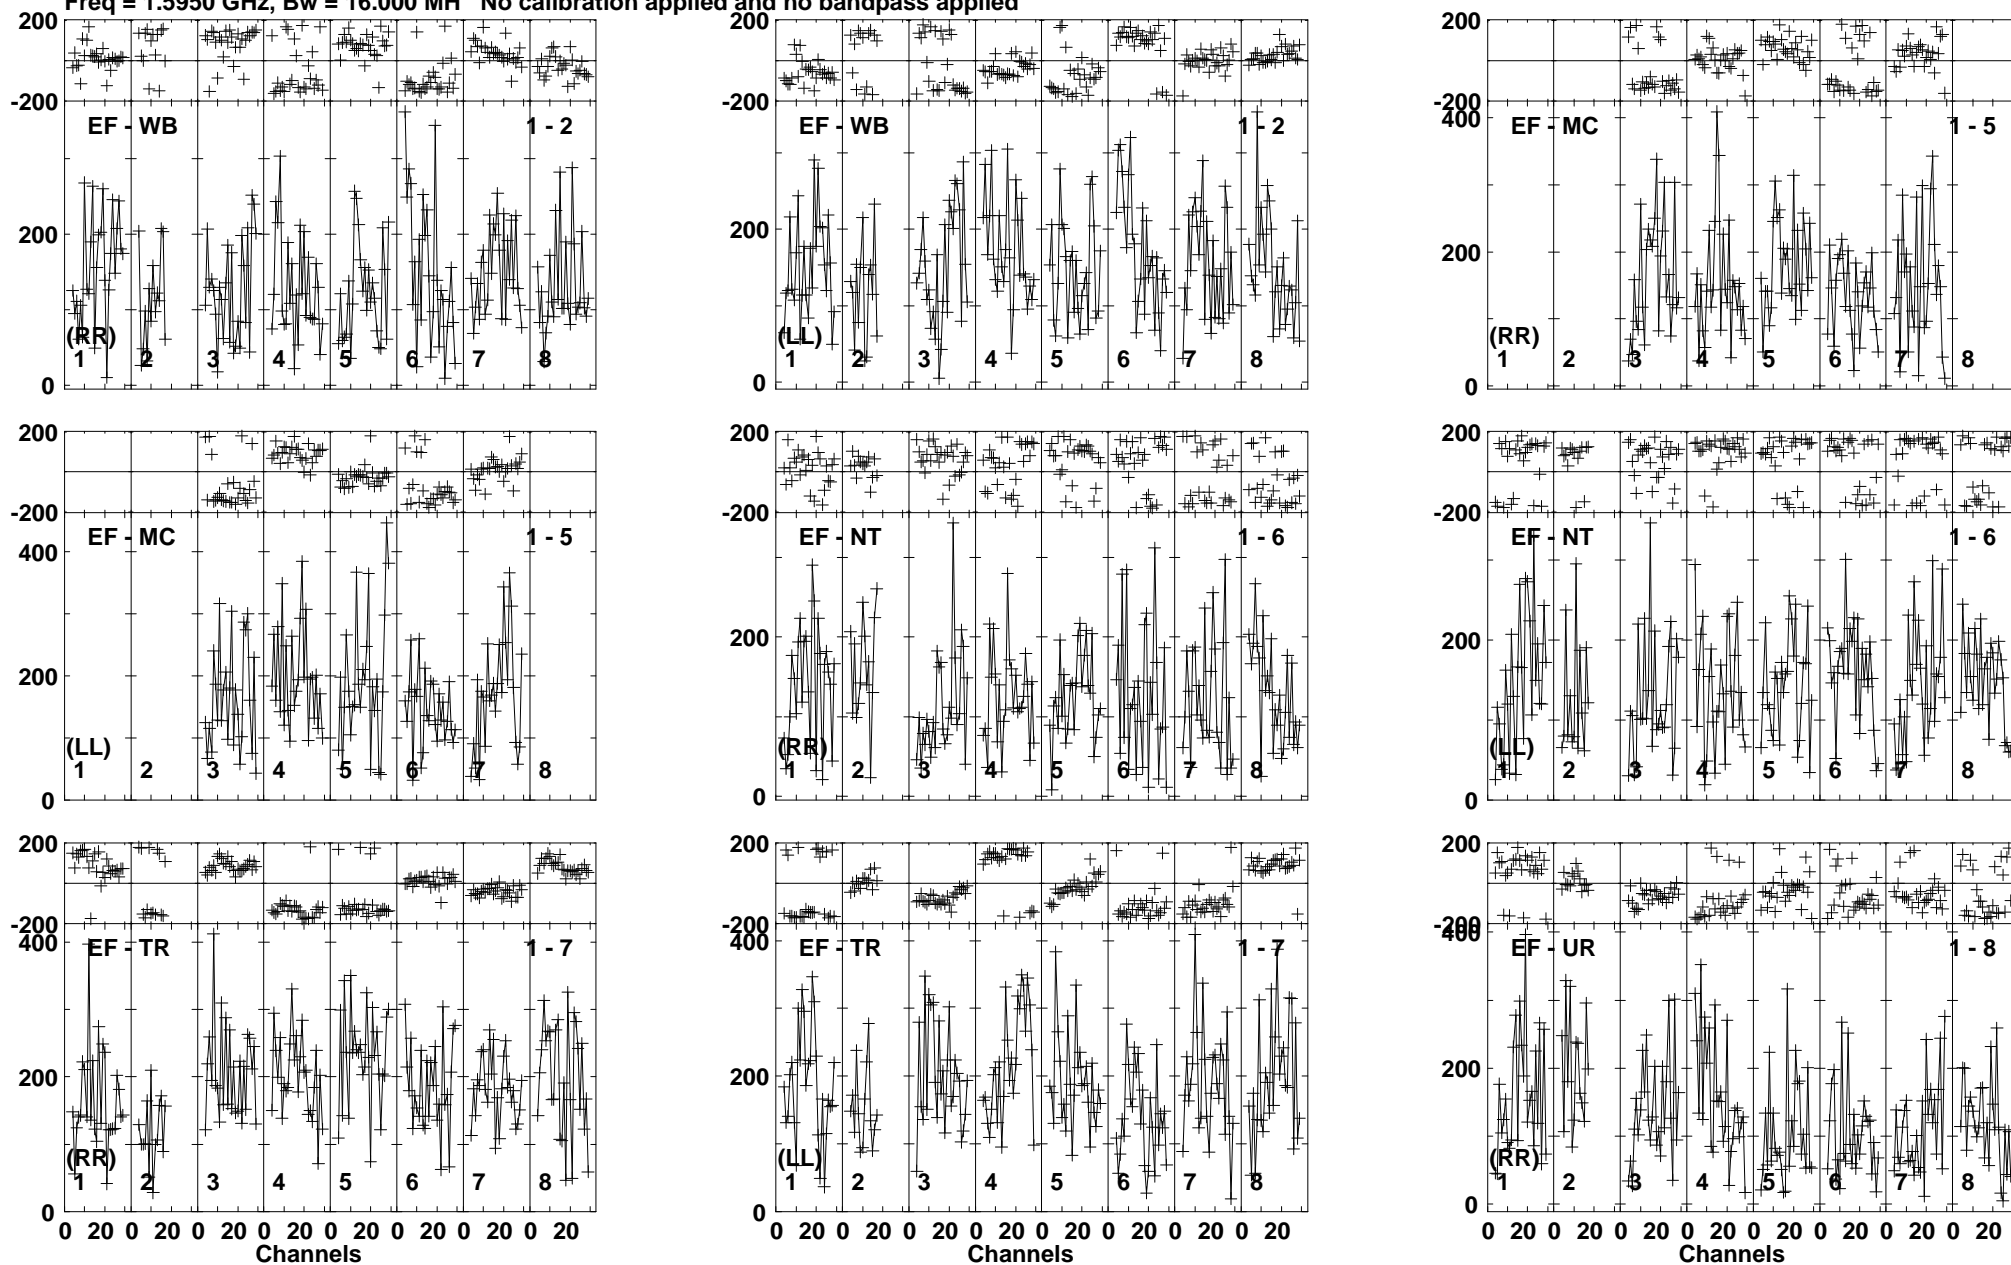 Freq = 1.5950 GHz, Bw = 16.000 MH No calibration applied and no bandpass applied
200 200 200
-200 -200 -200
400
EF - WB 1 - 2 EF - WB 1 - 2 EF - MC 1 - 5
200 200 200
(RR) (LL) (RR)
1 2 3 4 5 6 7 8 1 2 3 4 5 6 7 8 1 2 3 4 5 6 7 8
0 0 0
200 200 200
-200 -200 -200
EF - MC 1 - 5 EF - NT 1 - 6 EF - NT 1 - 6
400
200 200 200
(LL) (RR) (LL)
1 2 3 4 5 6 7 8 1 2 3 4 5 6 7 8 1 2 3 4 5 6 7 8
0 0 0
200 200 200
-200 -200 -200
400 400 400
EF - TR 1 - 7 EF - TR 1 - 7 EF - UR 1 - 8
200 200 200
(RR) (LL) (RR)
1 2 3 4 5 6 7 8 1 2 3 4 5 6 7 8 1 2 3 4 5 6 7 8
0 0 0
0 20 0 20 0 20 0 20 0 20 0 20 0 20 0 20 0 20 0 20 0 20 0 20 0 20 0 20 0 20 0 20 0 20 0 20 0 20 0 20 0 20 0 20 0 20 0 20
Channels Channels Channels